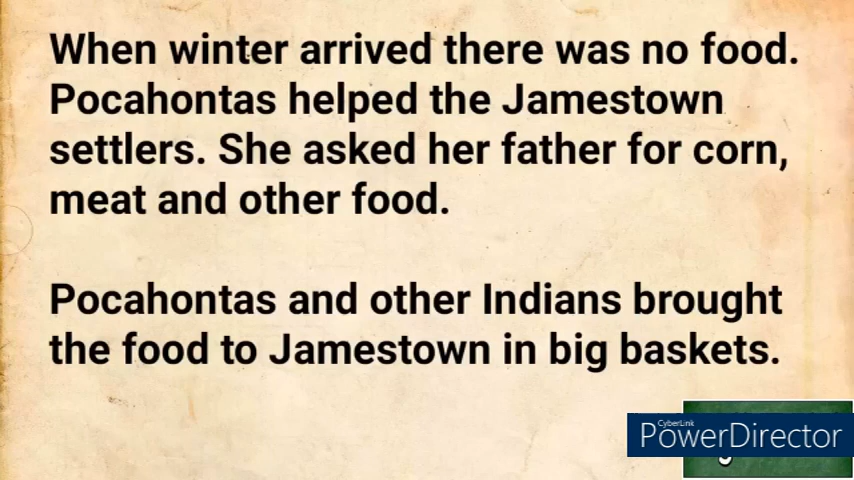 When winter arrived there was no food.
Pocahontas helped the Jamestown
settlers. She asked her father for corn,
meat and other food.
Pocahontas and other Indians brought
the food to Jamestown in big baskets.
CyberLink
PowerDirector